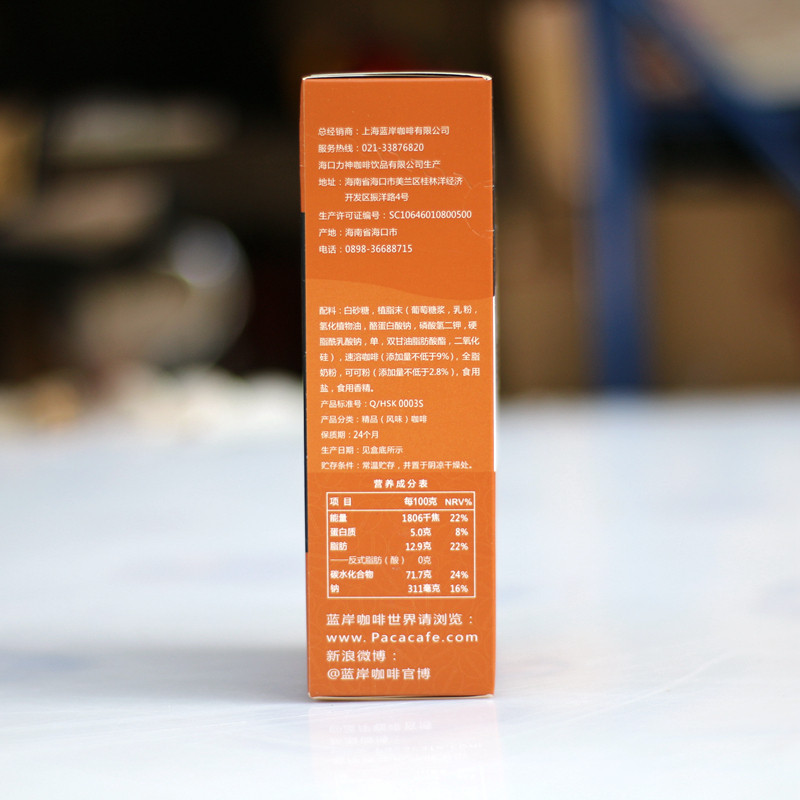 总经销商：上海蓝岸咖啡有限公司
服务热线：021-33876820
海口力神咖啡饮品有限公司生产
地址：海南省海口市美兰区桂林洋经济
开发区振洋路4号
生产许可证编号：SC10646010800500
产地：海南省海口市
电话：0898-36688715
配料：白砂糖，植脂末（葡萄糖浆，乳粉，
氢化植物油，酪蛋白酸钠，磷酸氢二钾，硬
脂酰乳酸钠，单，双甘油脂肪酸酯，二氧化
硅），速溶咖啡（添加量不低于9%），全脂
奶粉，可可粉（添加量不低于2.8%），食用
盐，食用香精。
产品标准号：Q/HSK 0003S
产品分类：精品（风味）咖啡
保质期：24个月
生产日期：见盒底所示
贮存条件：常温贮存，并置于阴凉干燥处。
营养成分表
项目 每100克 NRV%
能量 1806千焦 22%
蛋白质 5.0克 8%
脂肪 12.9克 22%
——反式脂肪（酸） 0克
碳水化合物 71.7克 24%
钠 311毫克 16%
蓝岸咖啡世界请浏览：
www.Pacacafe.com
新浪微博：
@蓝岸咖啡官博